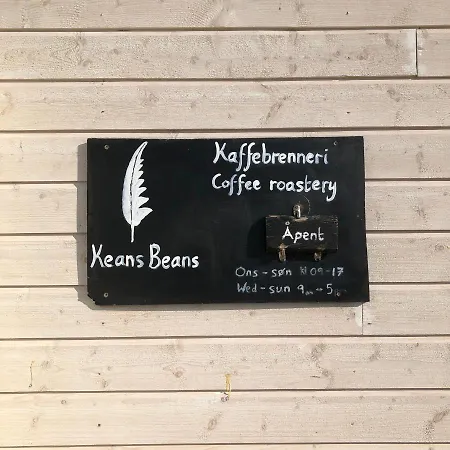 Kaffebrenneri
Coffee roastery
Åpent
Keans Beans
Ons - søn kl 09-17
Wed - sun 9am - 5pm